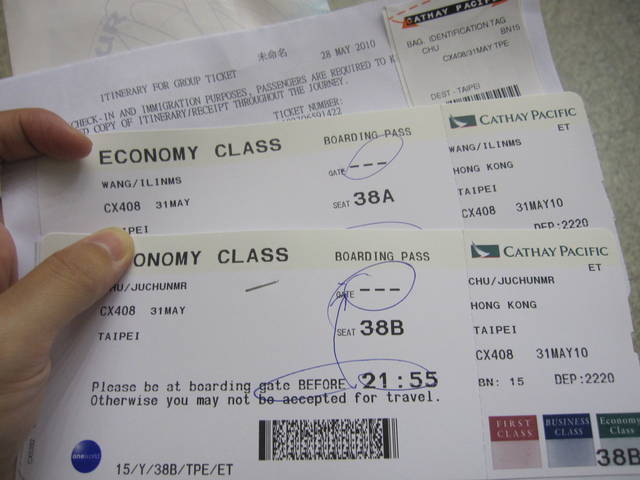 未命名
28 MAY 2010
ITINERARY FOR GROUP TICKET
CHECK-IN AND IMMIGRATION PURPOSES, PASSENGERS ARE REQUIRED TO
COPY OF ITINERARY/RECEIPT THROUGHOUT THE JOURNEY.
TICKET NUMBER:
CATHAY PACIFIC
BAG IDENTIFICATION TAG
CHU BN15
CX408/31MAY TPE
DEST - TAIPEI
ECONOMY CLASS
BOARDING PASS
WANG/ILINMS
GATE ---
CX408 31MAY
SEAT 38A
CATHAY PACIFIC
ET
WANG/ILINMS
HONG KONG
TAIPEI
CX408 31MAY10
DEP:2220
ECONOMY CLASS
BOARDING PASS
CHU/JUCHUNMR
GATE ---
CX408 31MAY
SEAT 38B
TAIPEI
Please be at boarding gate BEFORE 21:55
Otherwise you may not be accepted for travel.
oneworld
15/Y/38B/TPE/ET
CATHAY PACIFIC
ET
CHU/JUCHUNMR
HONG KONG
TAIPEI
CX408 31MAY10
BN: 15 DEP:2220
FIRST CLASS
BUSINESS CLASS
Economy Class
38B